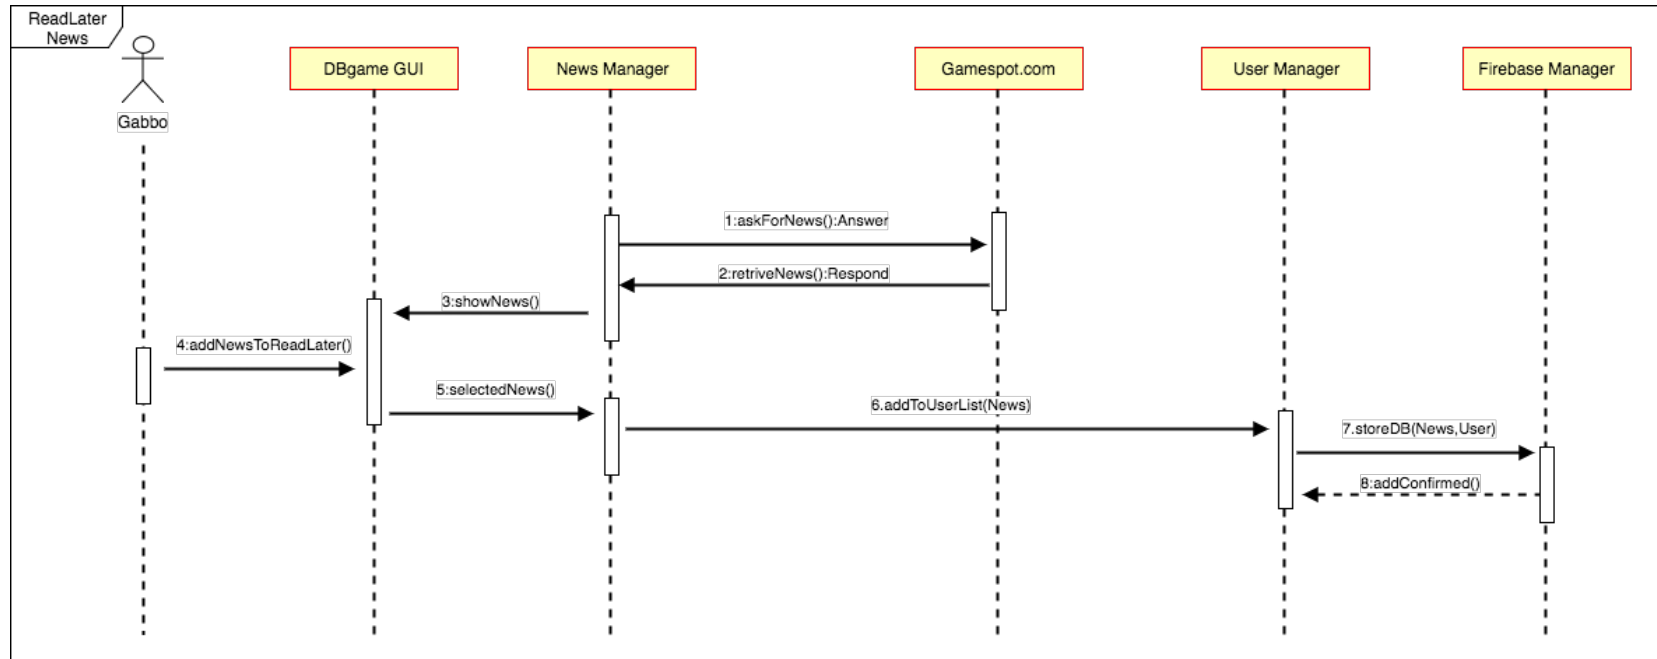 ReadLater
News
Gabbo
DBgame GUI
News Manager
Gamespot.com
User Manager
Firebase Manager
1:askForNews():Answer
2:retriveNews():Respond
3:showNews()
4:addNewsToReadLater()
5:selectedNews()
6.addToUserList(News)
7.storeDB(News,User)
8:addConfirmed()